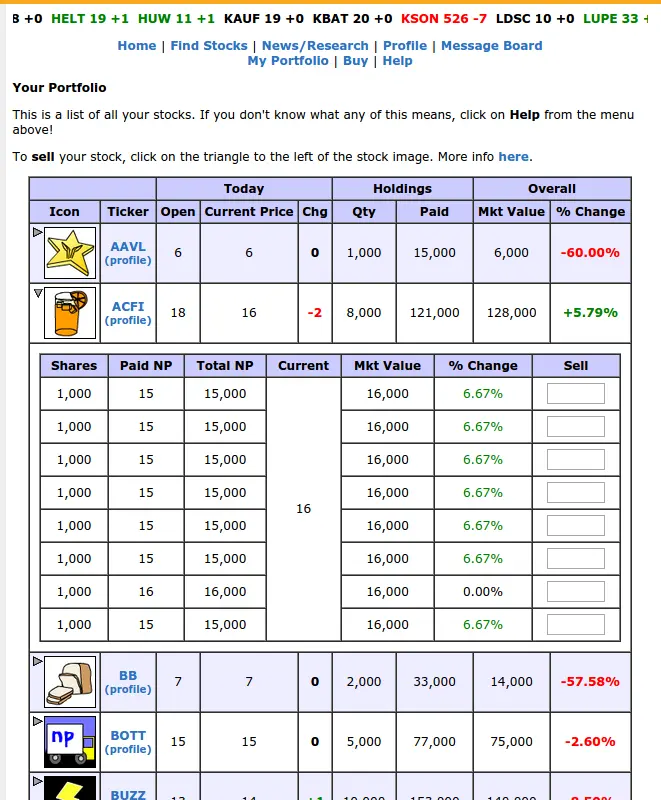 B +0 HELT 19 +1 HUW 11 +1 KAUF 19 +0 KBAT 20 +0 KSON 526 -7 LDSC 10 +0 LUPE 33
Home | Find Stocks | News/Research | Profile | Message Board
My Portfolio | Buy | Help
Your Portfolio
This is a list of all your stocks. If you don't know what any of this means, click on Help from the menu
above!
To sell your stock, click on the triangle to the left of the stock image. More info here.
Today Holdings Overall
Icon Ticker Open Current Price Chg Qty Paid Mkt Value % Change
AAVL
(profile) 6 6 0 1,000 15,000 6,000 -60.00%
ACFI
(profile) 18 16 -2 8,000 121,000 128,000 +5.79%
Shares Paid NP Total NP Current Mkt Value % Change Sell
1,000 15 15,000 16,000 6.67%
1,000 15 15,000 16,000 6.67%
1,000 15 15,000 16,000 6.67%
1,000 15 15,000 16,000 6.67%
16
1,000 15 15,000 16,000 6.67%
1,000 15 15,000 16,000 6.67%
1,000 16 16,000 16,000 0.00%
1,000 15 15,000 16,000 6.67%
BB
(profile) 7 7 0 2,000 33,000 14,000 -57.58%
np
BOTT
(profile) 15 15 0 5,000 77,000 75,000 -2.60%
BUZZ